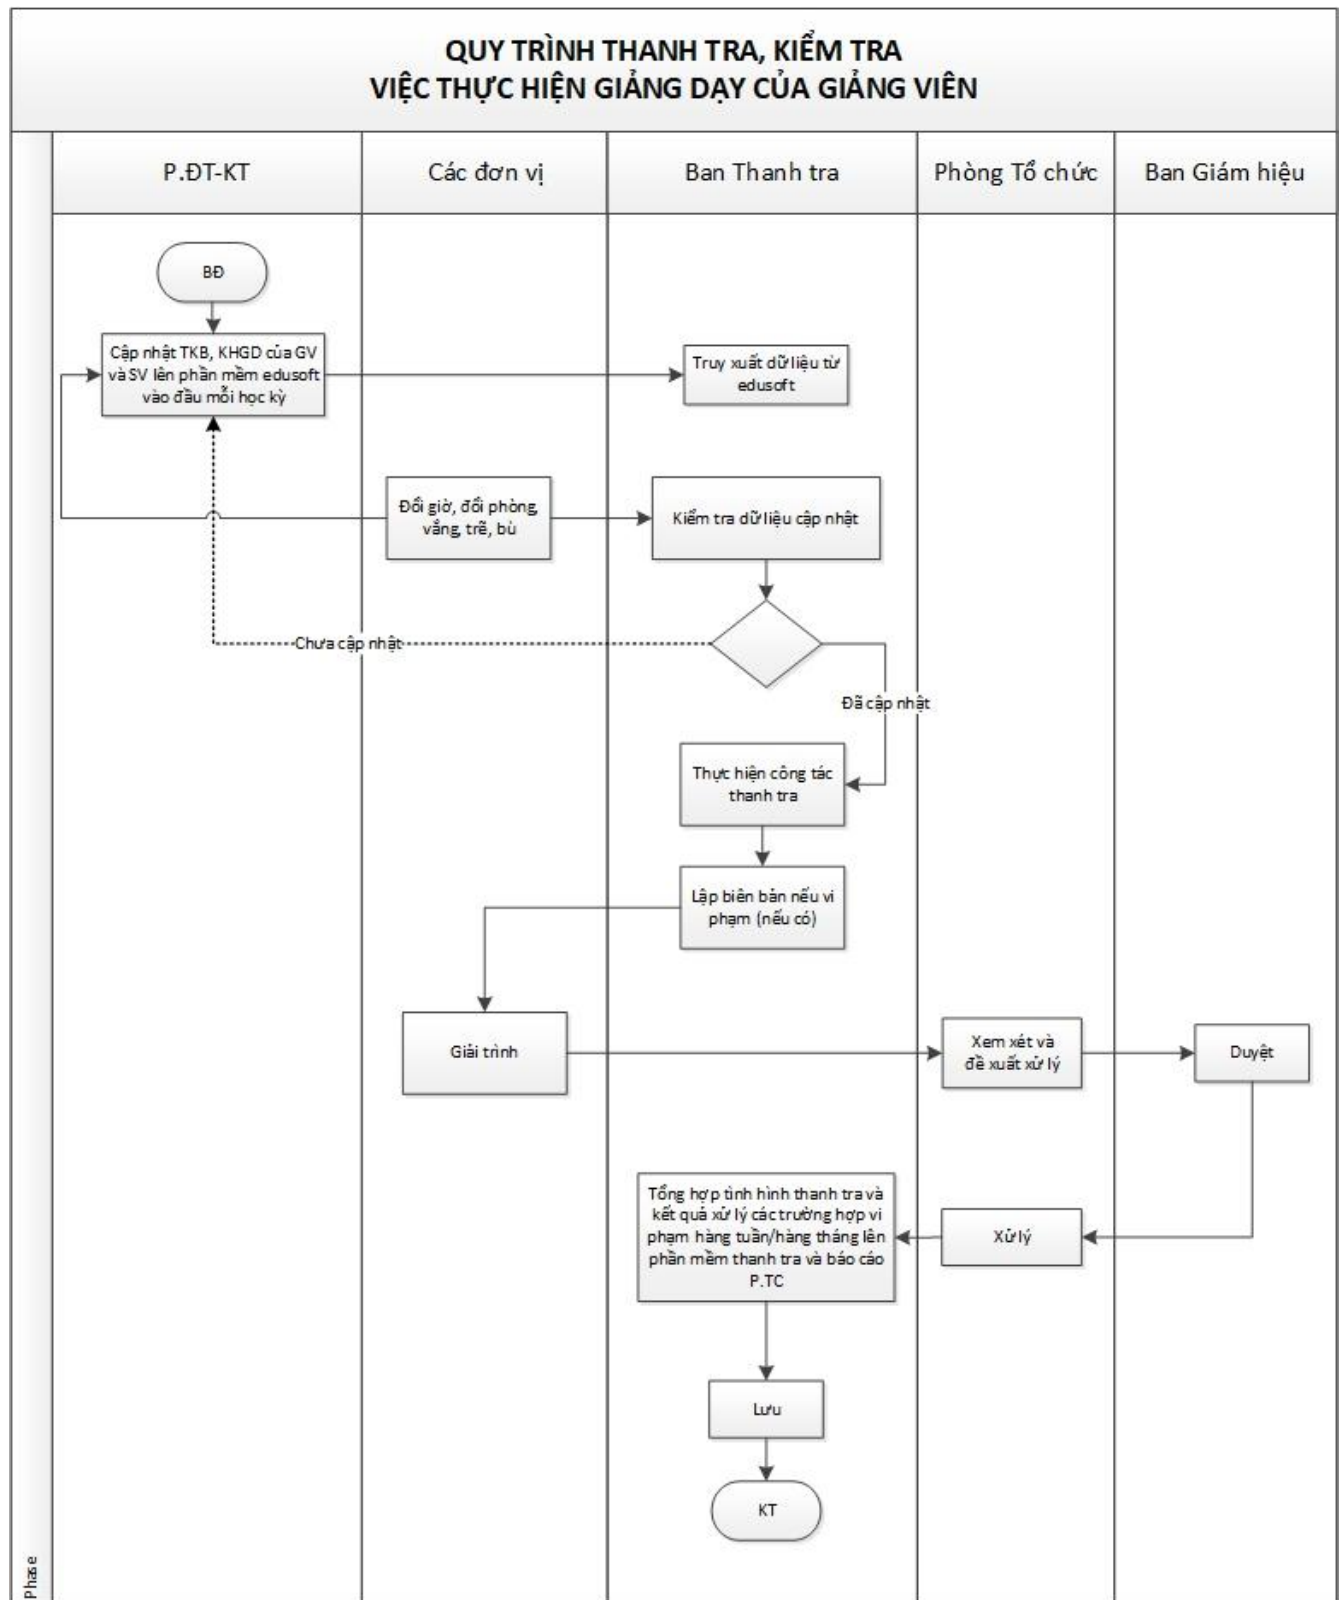 QUY TRÌNH THANH TRA, KIỂM TRA
VIỆC THỰC HIỆN GIẢNG DẠY CỦA GIẢNG VIÊN
P.ĐT-KT
Các đơn vị
Ban Thanh tra
Phòng Tổ chức
Ban Giám hiệu
BĐ
Cập nhật TKB, KHGD của GV
và SV lên phần mềm edusoft
vào đầu mỗi học kỳ
Truy xuất dữ liệu từ
edusoft
Đổi giờ, đổi phòng,
vắng, trễ, bù
Kiểm tra dữ liệu cập nhật
Chưa cập nhật
Đã cập nhật
Thực hiện công tác
thanh tra
Lập biên bản nếu vi
phạm (nếu có)
Giải trình
Xem xét và
đề xuất xử lý
Duyệt
Tổng hợp tình hình thanh tra và
kết quả xử lý các trường hợp vi
phạm hàng tuần/hàng tháng lên
phần mềm thanh tra và báo cáo
P.TC
Xử lý
Lưu
KT
Phase